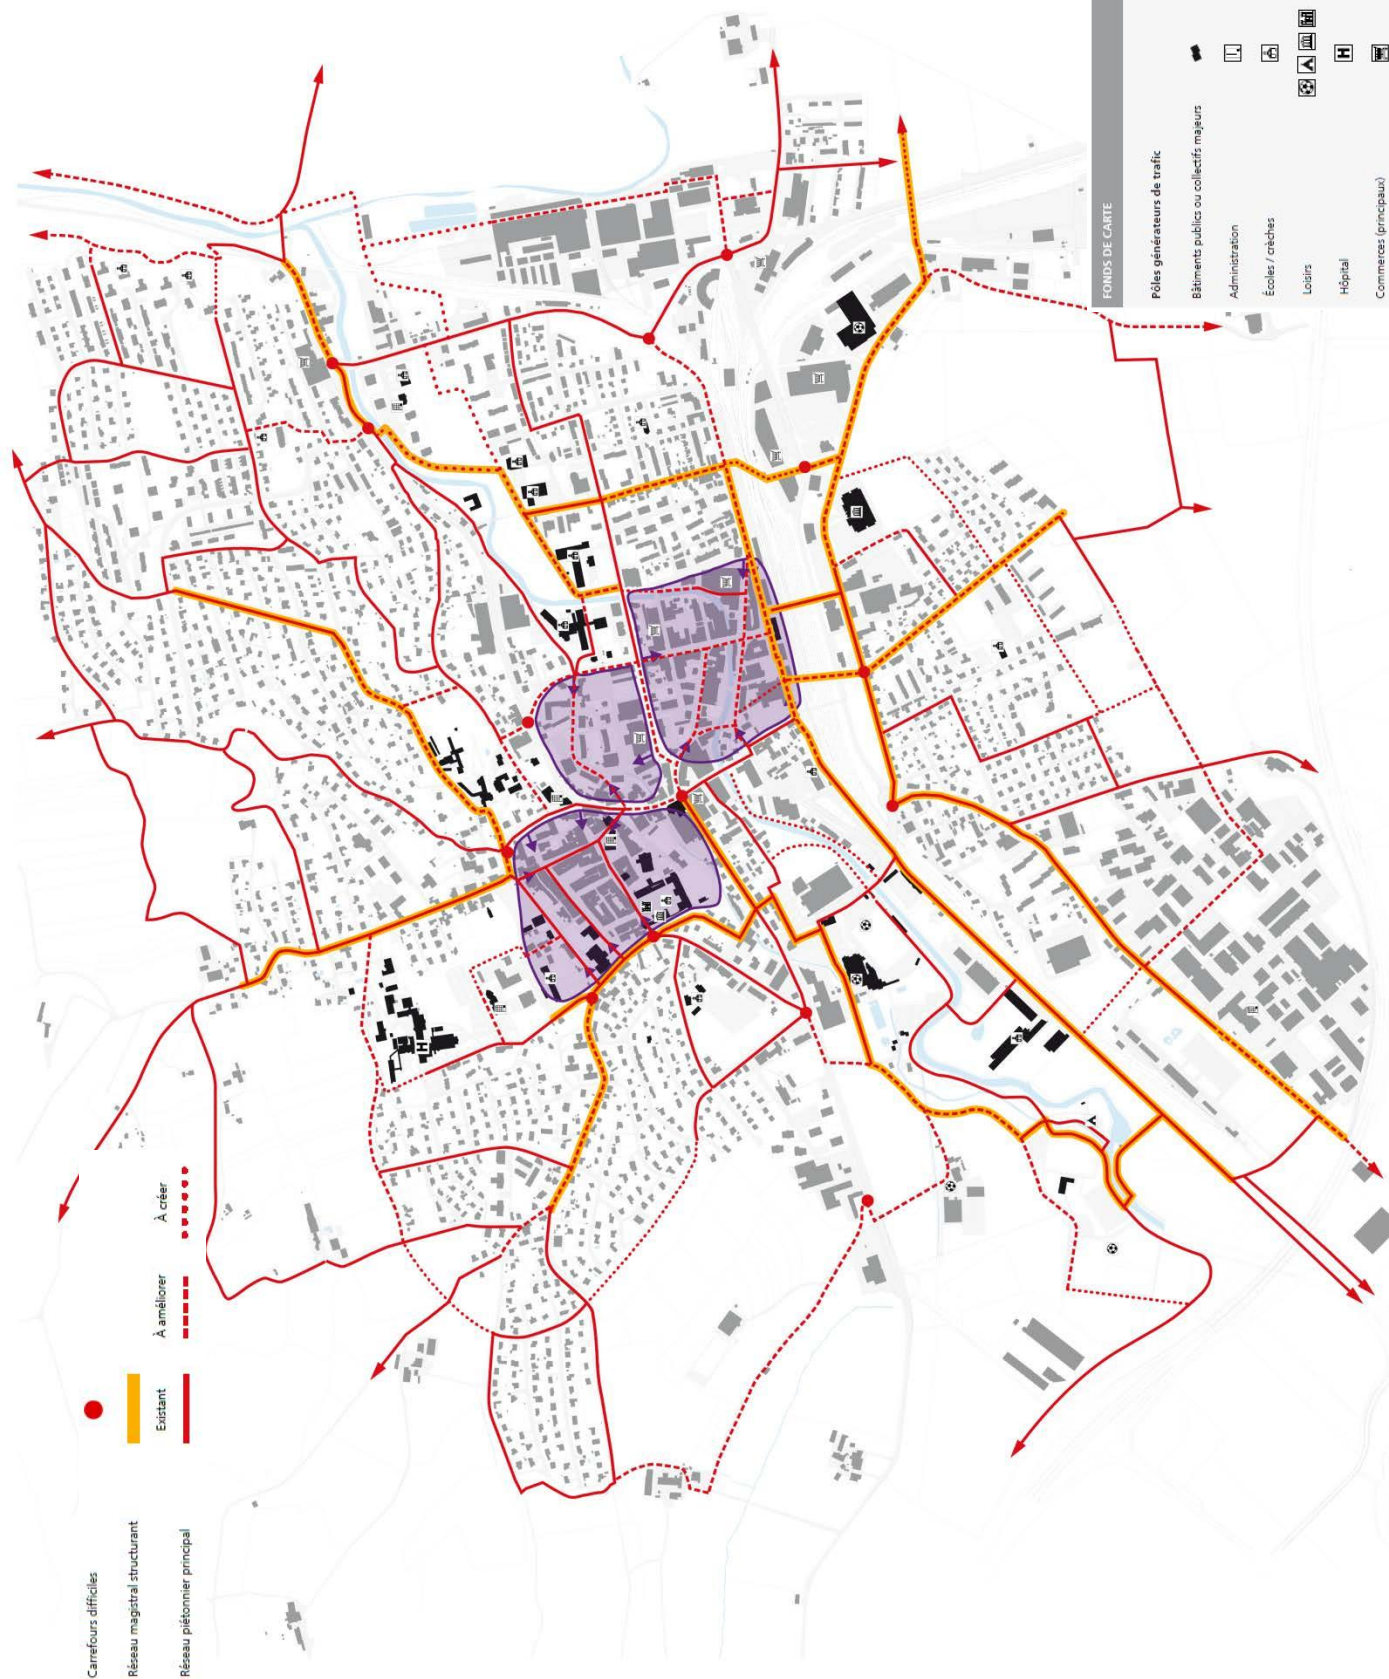 Carrefours difficiles
Réseau magistral structurant
Existant
À améliorer
À créer
Réseau piétonnier principal
FONDS DE CARTE
Pôles générateurs de trafic
Bâtiments publics ou collectifs majeurs
Administration
Écoles / crèches
Loisirs
Hôpital
H
Commerces (principaux)
H